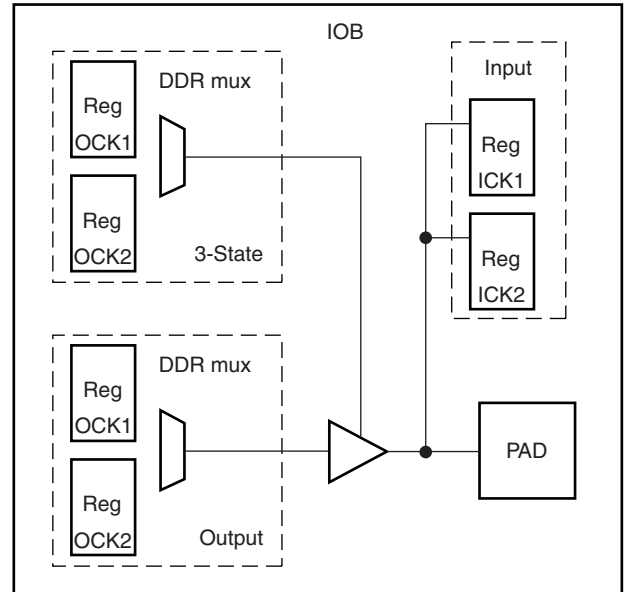 IOB
DDR mux
Reg
OCK1
Reg
OCK2
3-State
Input
Reg
ICK1
Reg
ICK2
DDR mux
Reg
OCK1
Reg
OCK2
Output
PAD